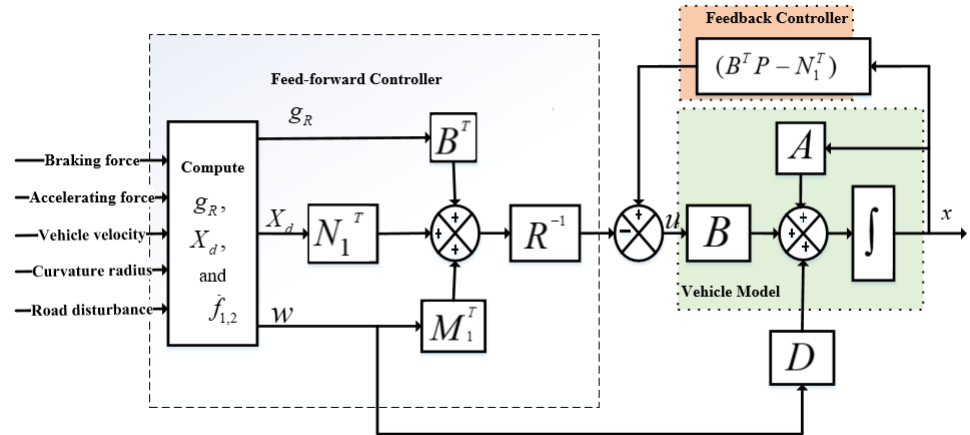 Feedback Controller
(B^T P − N_1^T)
Feed-forward Controller
g_R
B^T
A
Braking force
Accelerating force
Vehicle velocity
Curvature radius
Road disturbance
Compute
g_R,
X_d,
and
ḟ_{1,2}
X_d
N_1^T
+ + + +
R^{-1}
+
−
u
B
+ + + +
∫
x
Vehicle Model
w
M_1^T
D